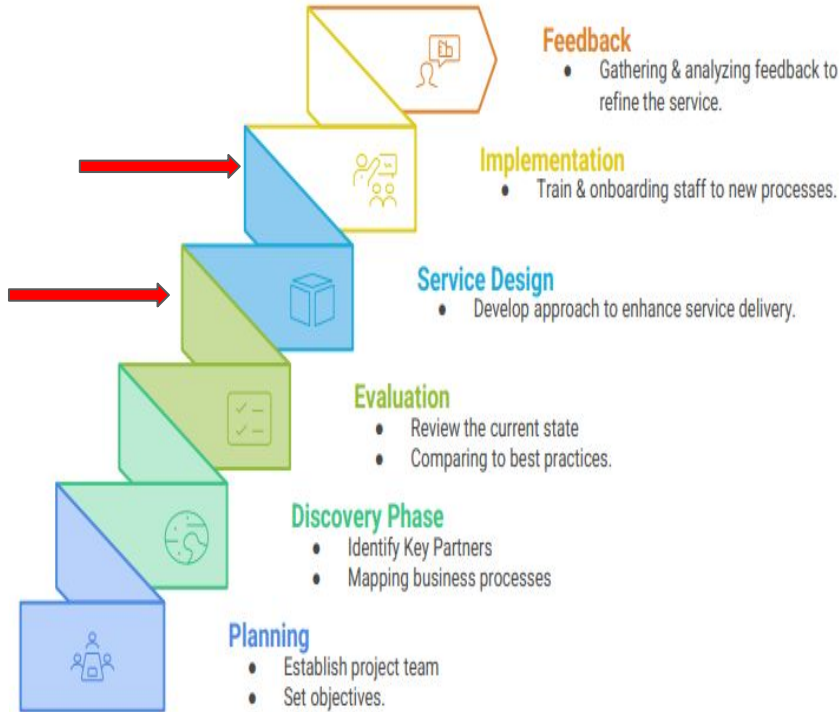 Feedback
● Gathering & analyzing feedback to
refine the service.
Implementation
● Train & onboarding staff to new processes.
Service Design
● Develop approach to enhance service delivery.
Evaluation
● Review the current state
● Comparing to best practices.
Discovery Phase
● Identify Key Partners
● Mapping business processes
Planning
● Establish project team
● Set objectives.